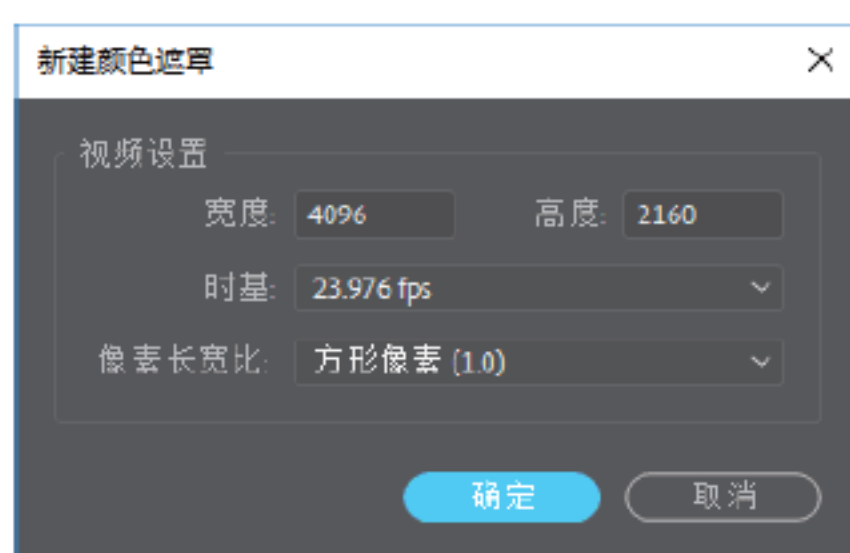 新建颜色遮罩
视频设置
宽度: 4096 高度: 2160
时基: 23.976 fps
像素长宽比: 方形像素 (1.0)
确定 取消